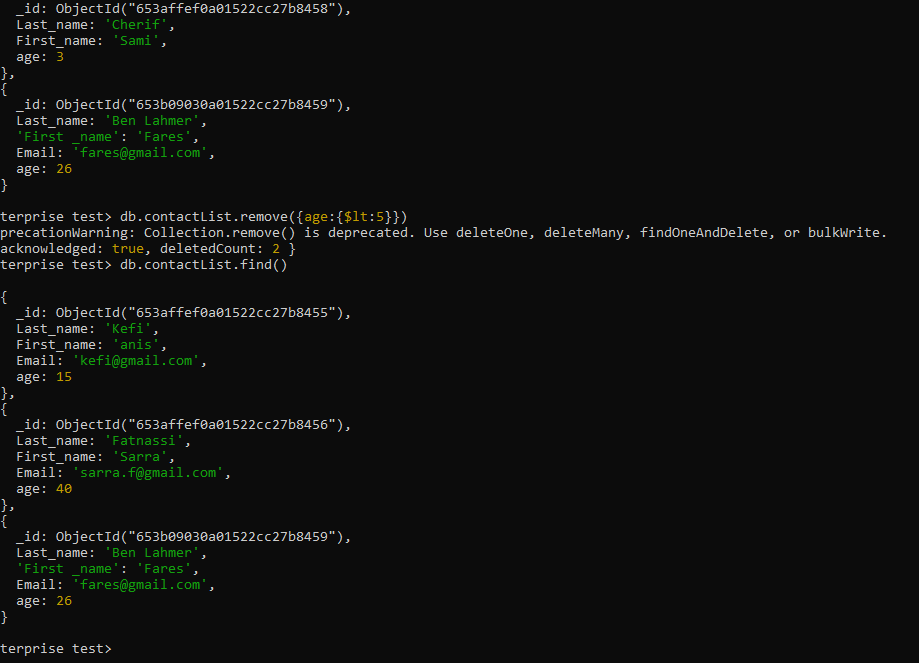 _id: ObjectId("653affef0a01522cc27b8458"),
Last_name: 'Cherif',
First_name: 'Sami',
age: 3
},
{
_id: ObjectId("653b09030a01522cc27b8459"),
Last_name: 'Ben Lahmer',
'First _name': 'Fares',
Email: 'fares@gmail.com',
age: 26
}
terprise test> db.contactList.remove({age:{$lt:5}})
precationWarning: Collection.remove() is deprecated. Use deleteOne, deleteMany, findOneAndDelete, or bulkWrite.
acknowledged: true, deletedCount: 2 }
terprise test> db.contactList.find()
{
_id: ObjectId("653affef0a01522cc27b8455"),
Last_name: 'Kefi',
First_name: 'anis',
Email: 'kefi@gmail.com',
age: 15
},
{
_id: ObjectId("653affef0a01522cc27b8456"),
Last_name: 'Fatnassi',
First_name: 'Sarra',
Email: 'sarra.f@gmail.com',
age: 40
},
{
_id: ObjectId("653b09030a01522cc27b8459"),
Last_name: 'Ben Lahmer',
'First _name': 'Fares',
Email: 'fares@gmail.com',
age: 26
}
terprise test>